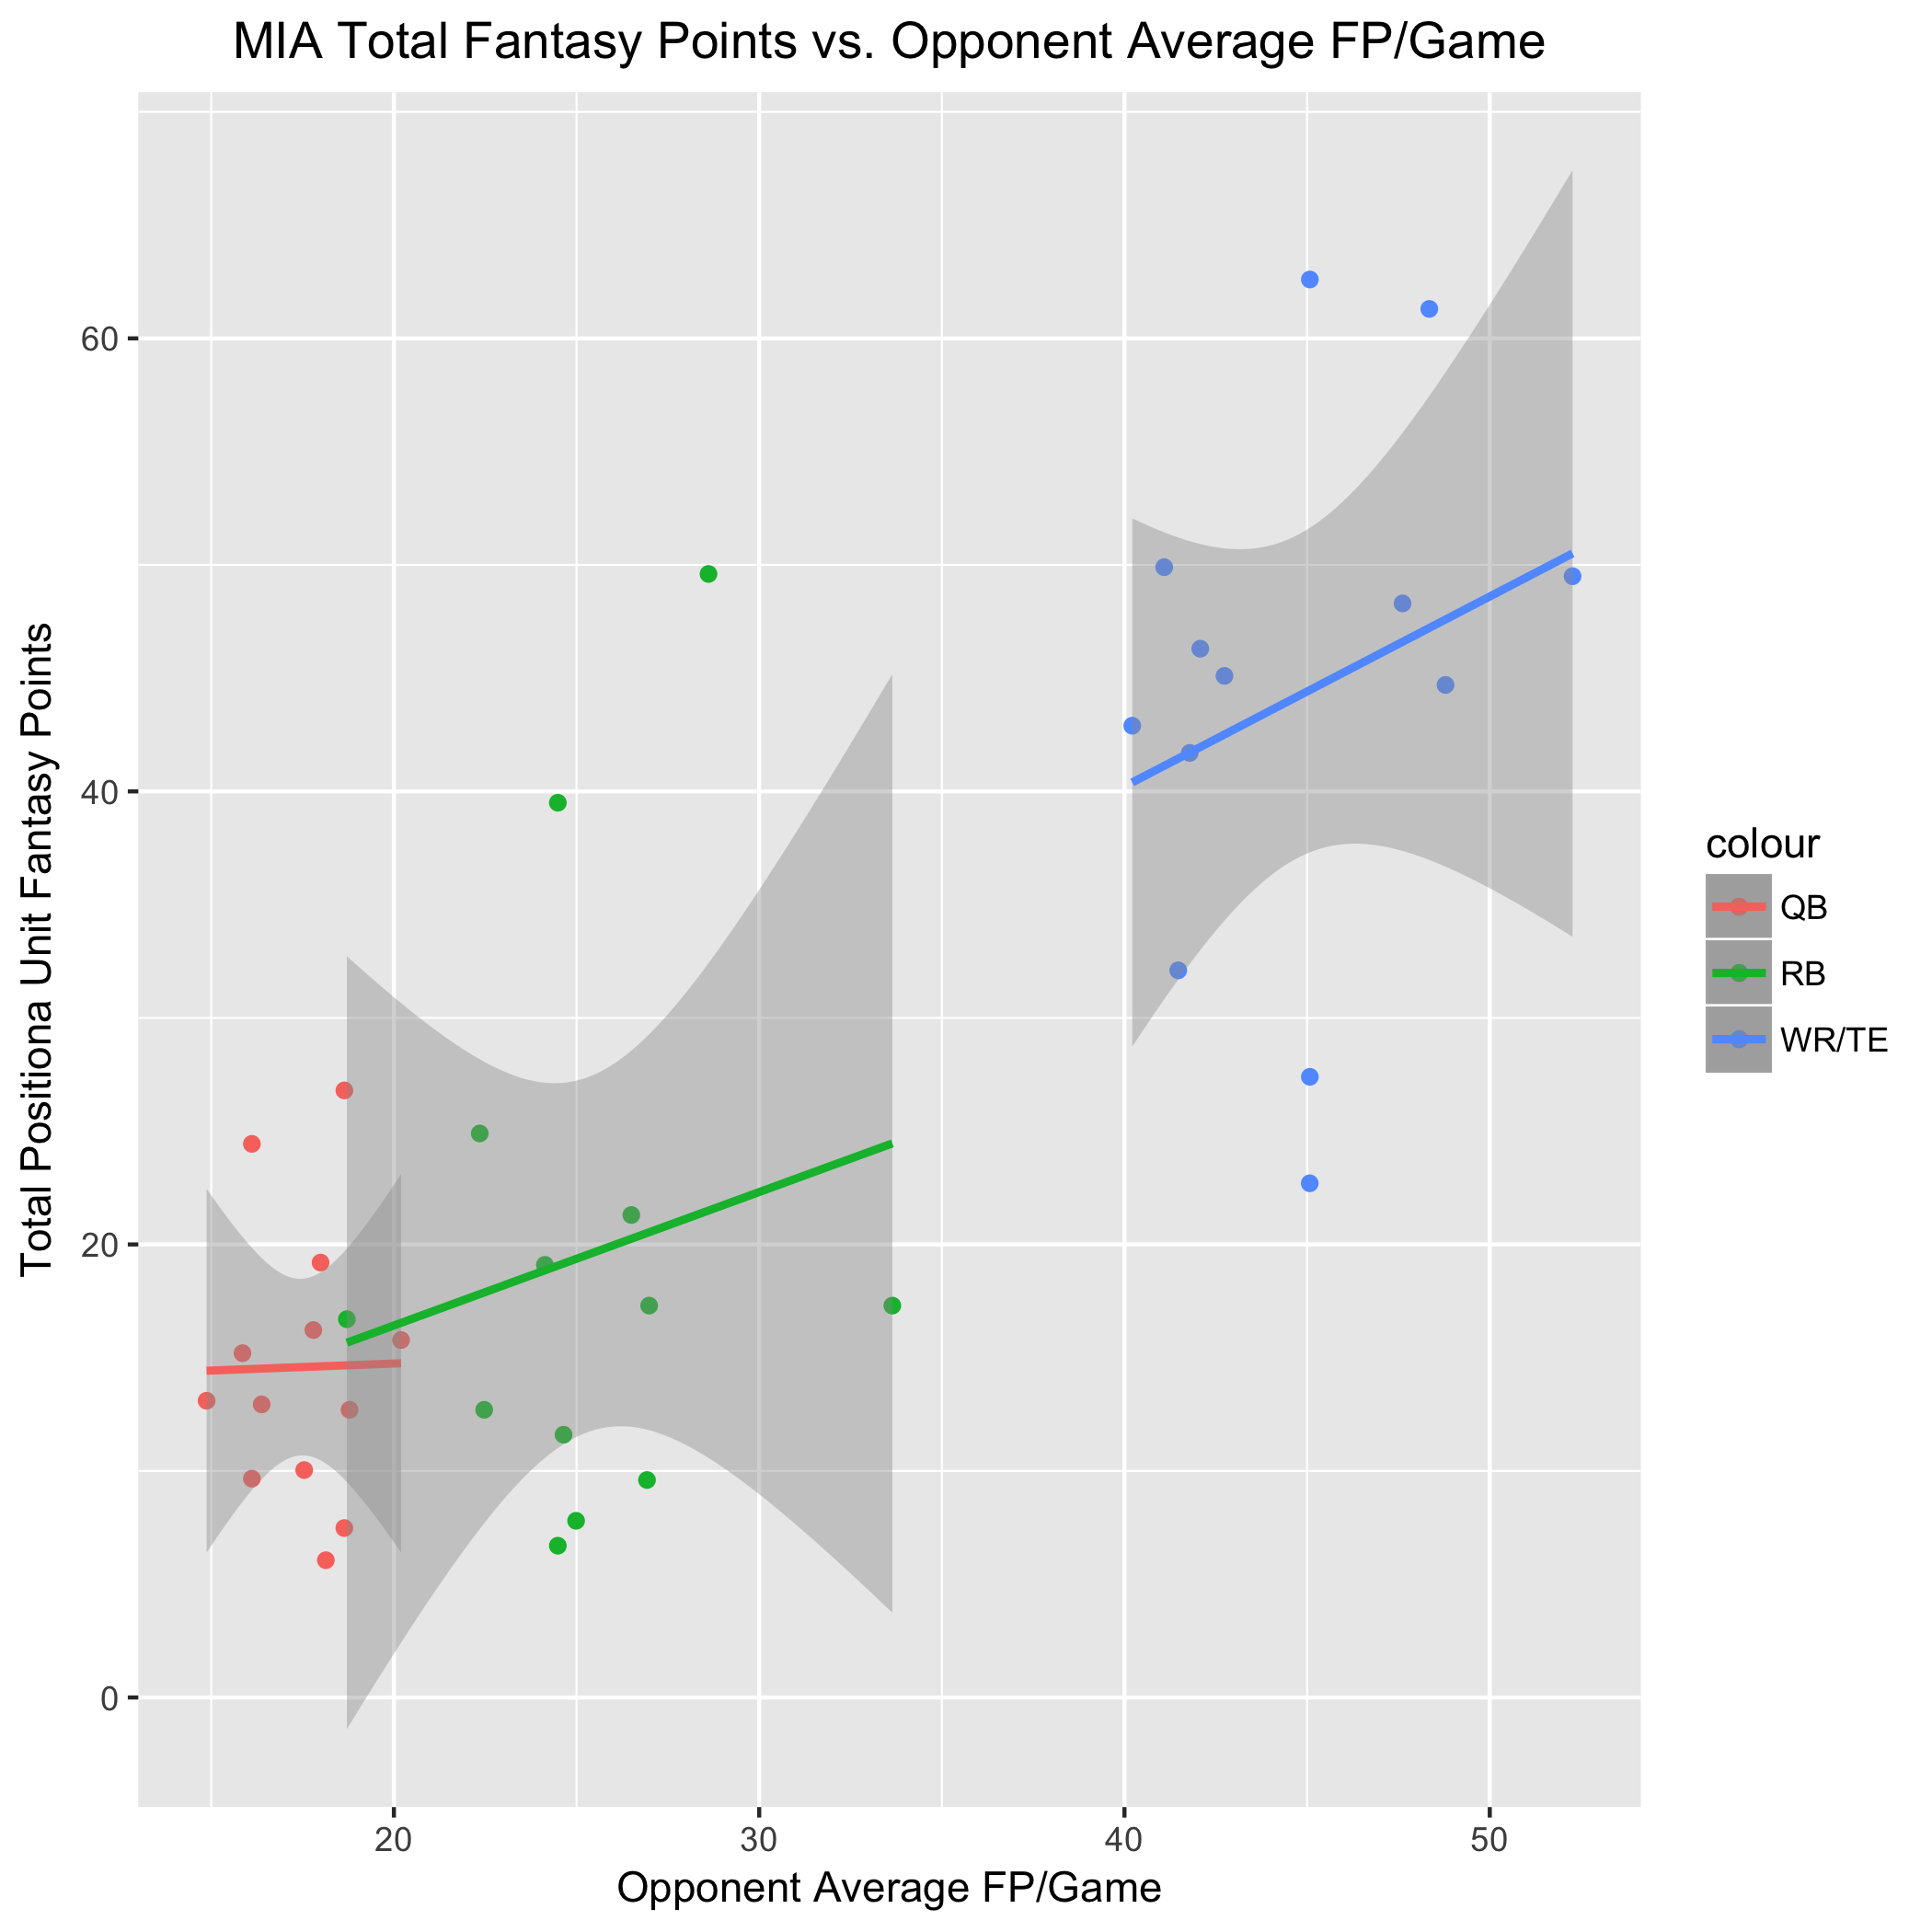 MIA Total Fantasy Points vs. Opponent Average FP/Game
Total Positiona Unit Fantasy Points
60
40
20
0
20
30
40
50
Opponent Average FP/Game
colour
QB
RB
WR/TE